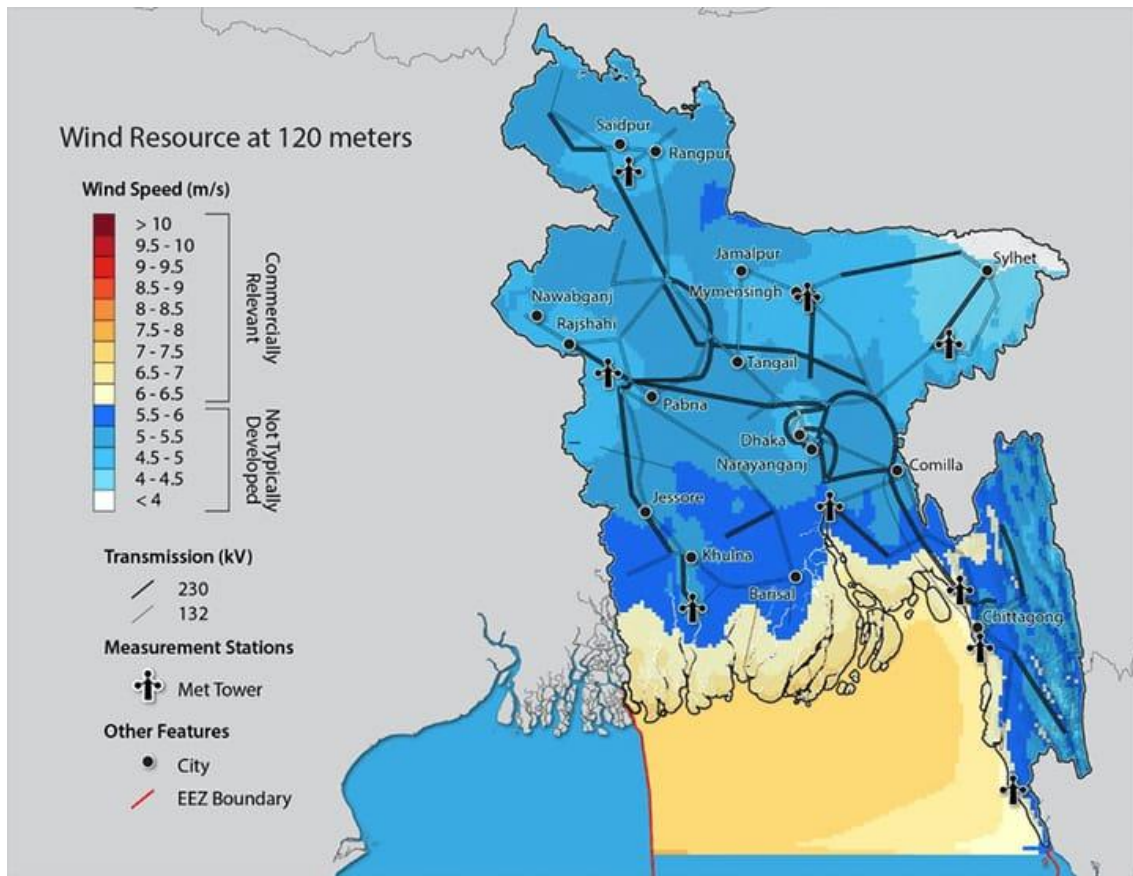 Wind Resource at 120 meters
Wind Speed (m/s)
> 10
9.5 - 10
9 - 9.5
8.5 - 9
8 - 8.5
7.5 - 8
7 - 7.5
6.5 - 7
6 - 6.5
5.5 - 6
5 - 5.5
4.5 - 5
4 - 4.5
< 4
Commercially
Relevant
Not Typically
Developed
Transmission (kV)
230
132
Measurement Stations
Met Tower
Other Features
City
EEZ Boundary
Saidpur
Rangpur
Jamalpur
Sylhet
Mymensingh
Nawabganj
Rajshahi
Tangail
Pabna
Dhaka
Narayanganj
Comilla
Jessore
Khulna
Barisal
Chittagong